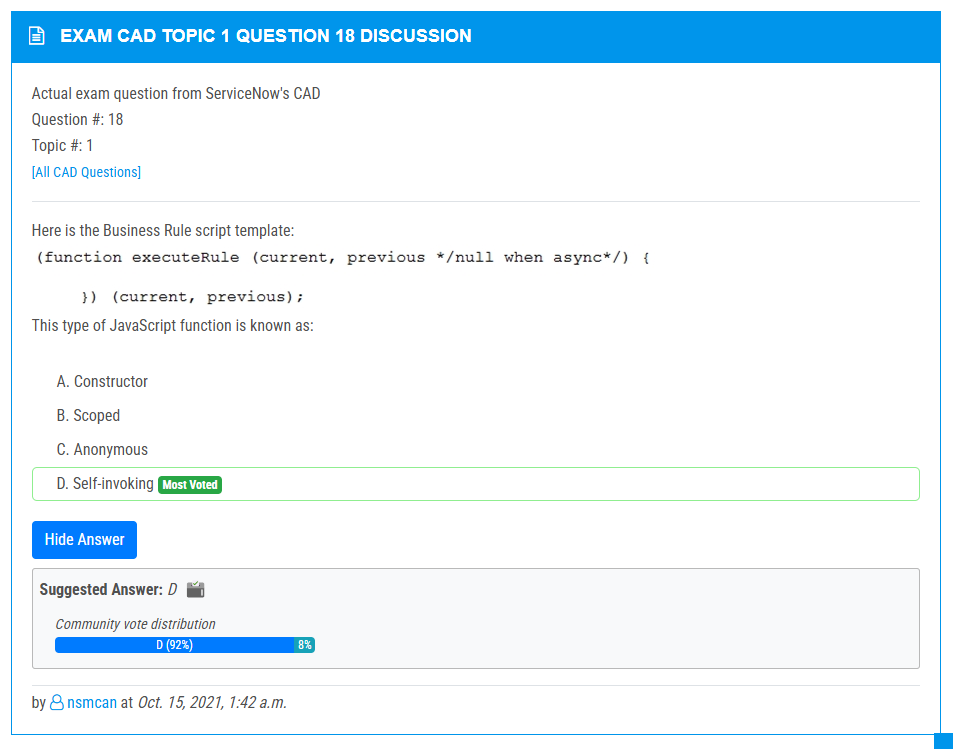 EXAM CAD TOPIC 1 QUESTION 18 DISCUSSION
Actual exam question from ServiceNow's CAD
Question #: 18
Topic #: 1
[All CAD Questions]
Here is the Business Rule script template:
(function executeRule (current, previous */null when async*/) {
}) (current, previous);
This type of JavaScript function is known as:
A. Constructor
B. Scoped
C. Anonymous
D. Self-invoking Most Voted
Hide Answer
Suggested Answer: D
Community vote distribution
D (92%) 8%
by nsmcan at Oct. 15, 2021, 1:42 a.m.